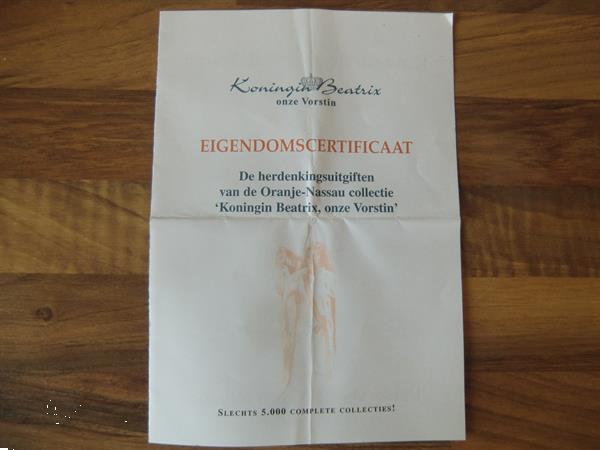 Koningin Beatrix
onze Vorstin
EIGENDOMSCERTIFICAAT
De herdenkingsuitgiften
van de Oranje-Nassau collectie
‘Koningin Beatrix, onze Vorstin’
SLECHTS 5.000 COMPLETE COLLECTIES!